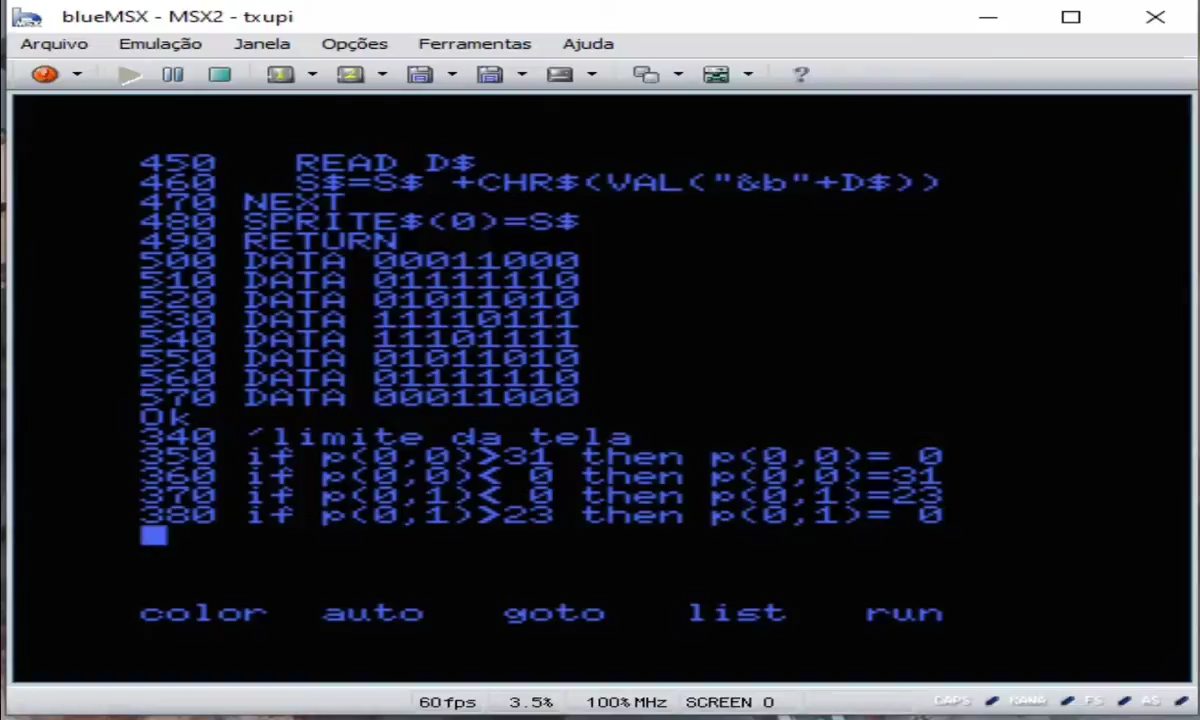 blueMSX - MSX2 - txupi
Arquivo Emulação Janela Opções Ferramentas Ajuda
450 READ D$
460 S$=S$ +CHR$(VAL("&b"+D$))
470 NEXT
480 SPRITE$(0)=S$
490 RETURN
500 DATA 00011000
510 DATA 01111110
520 DATA 01011010
530 DATA 11110111
540 DATA 11101111
550 DATA 01011010
560 DATA 01111110
570 DATA 00011000
Ok
340 'limite da tela
350 if p(0,0)>31 then p(0,0)= 0
360 if p(0,0)< 0 then p(0,0)=31
370 if p(0,1)< 0 then p(0,1)=23
380 if p(0,1)>23 then p(0,1)= 0
color auto goto list run
60fps 3.5% 100%MHz SCREEN 0 CAPS KANA FS AS